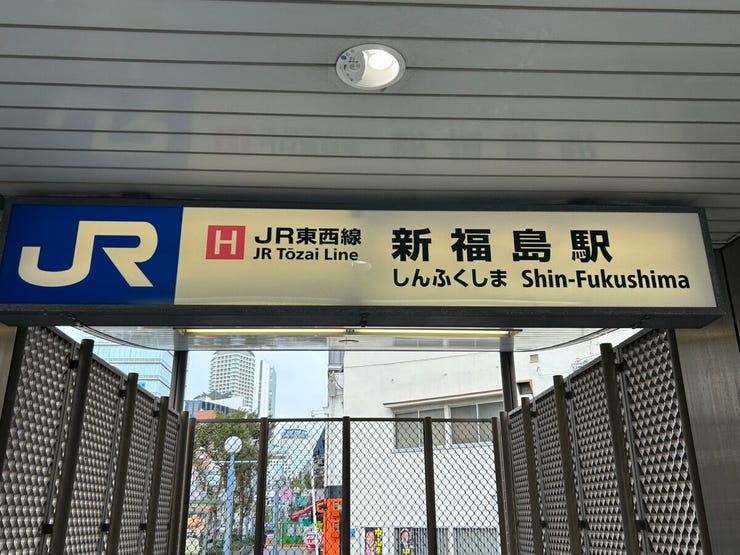 JR
H JR東西線
JR Tōzai Line
新福島駅
しんふくしま Shin-Fukushima